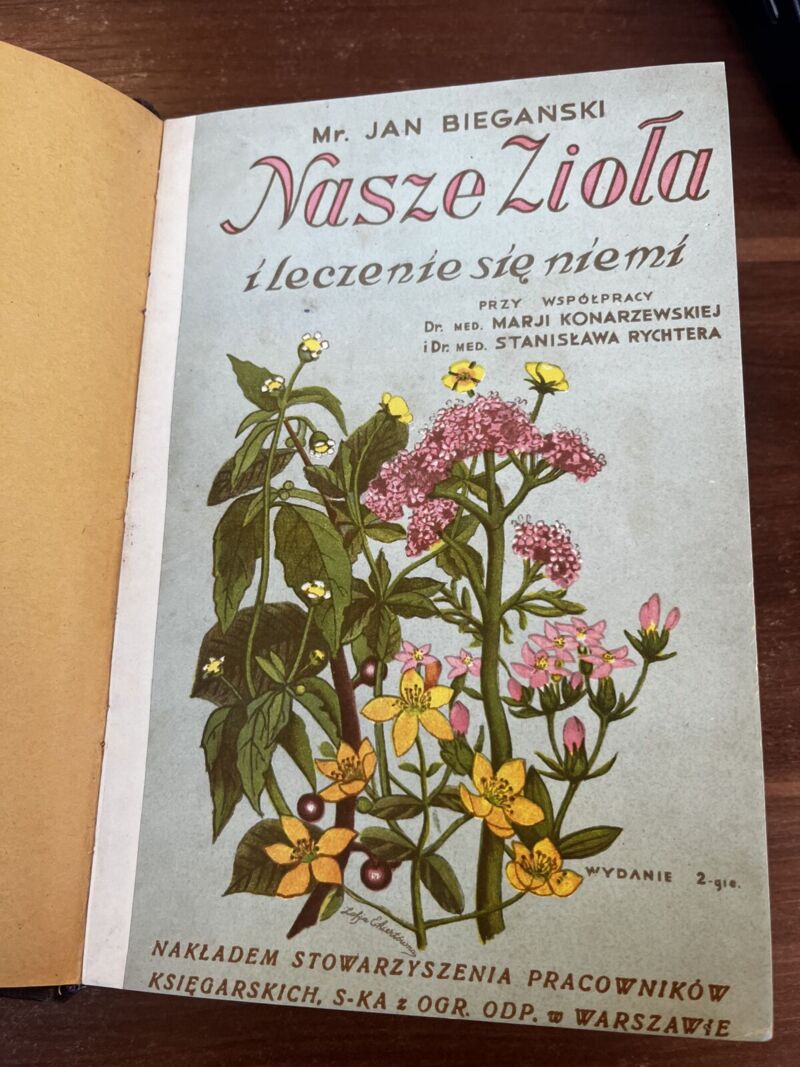 Mr. JAN BIEGAŃSKI
Nasze Zioła
i leczenie się niemi
PRZY WSPÓŁPRACY
Dr. MED. MARJI KONARZEWSKIEJ
i Dr. MED. STANISŁAWA RYCHTERA
WYDANIE 2-gie.
NAKŁADEM STOWARZYSZENIA PRACOWNIKÓW
KSIĘGARSKICH, S-KA z OGR. ODP. w WARSZAWIE